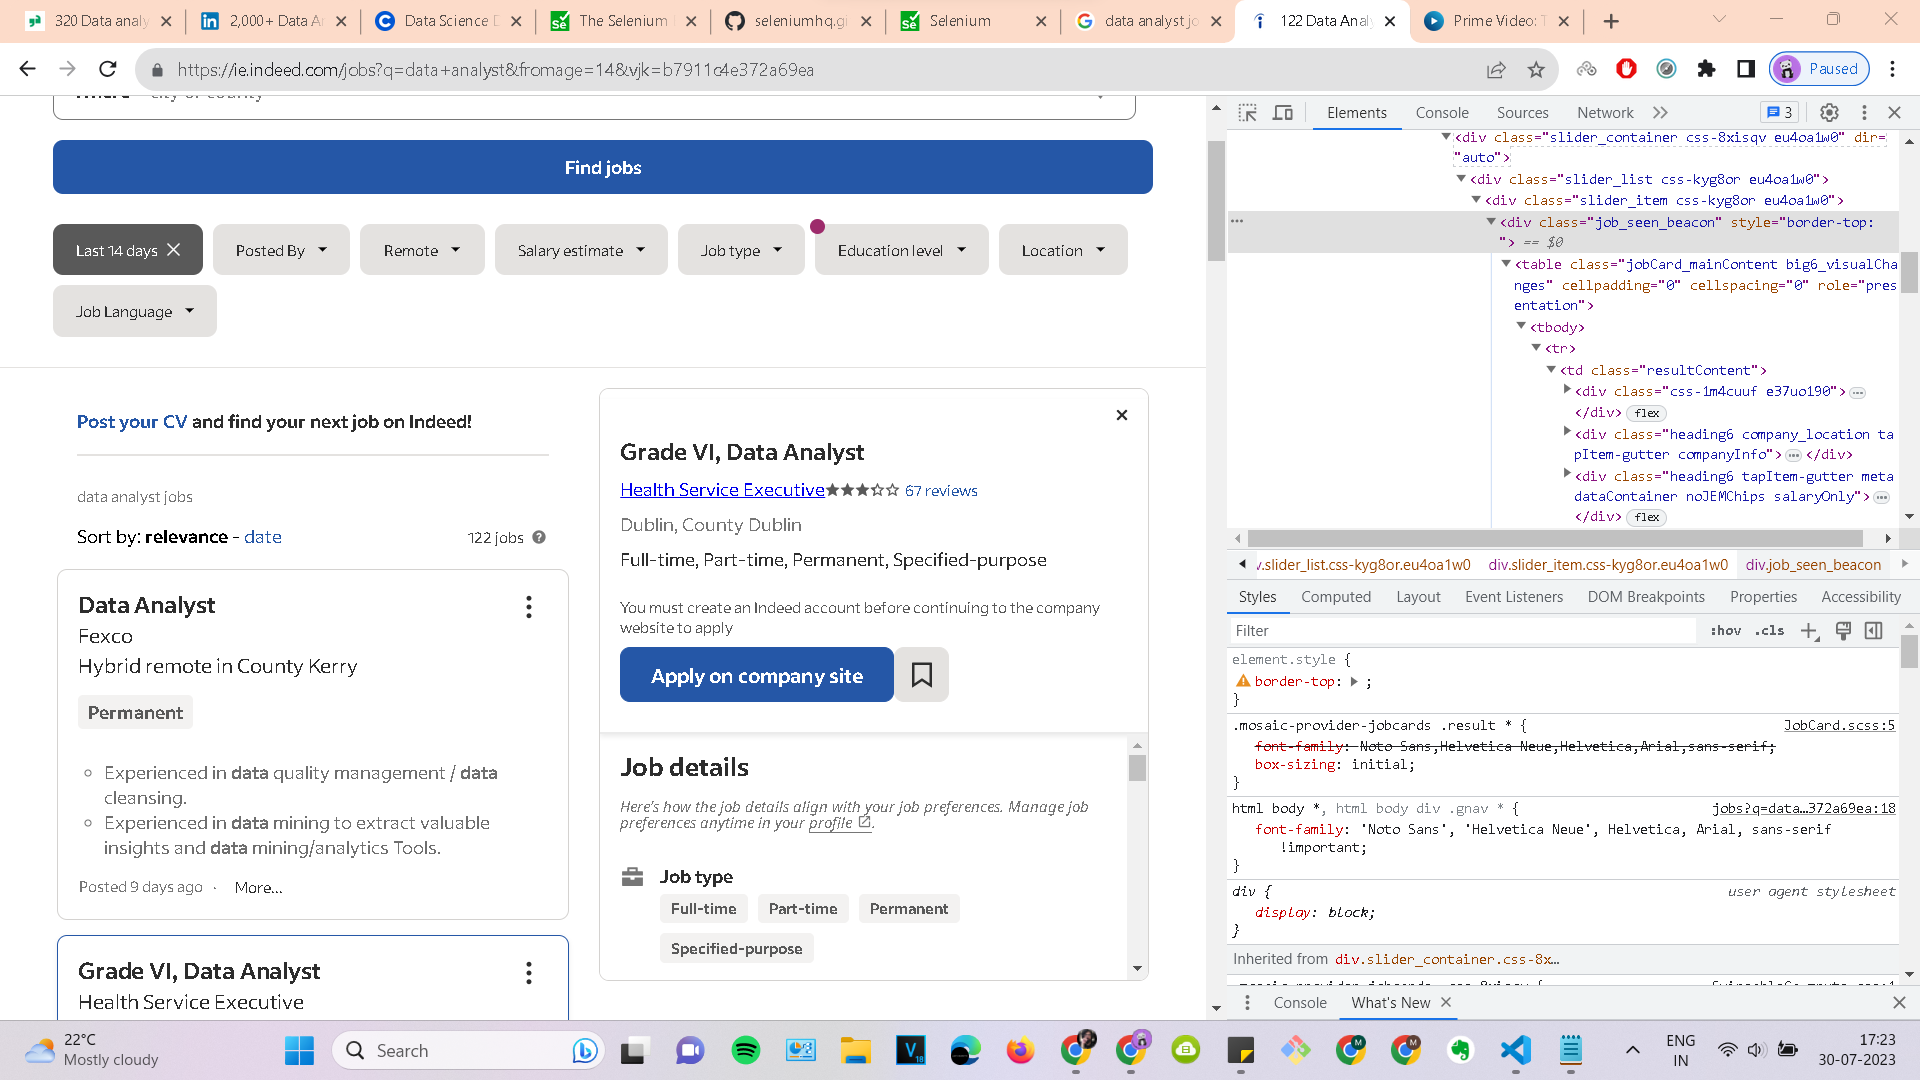 320 Data analy
2,000+ Data A
Data Science D
The Selenium
seleniumhq.gi
Selenium
data analyst jo
122 Data Anal
Prime Video: T
https://ie.indeed.com/jobs?q=data+analyst&fromage=14&vjk=b7911c4e372a69ea
Paused
Where city or county
Find jobs
Last 14 days
Posted By
Remote
Salary estimate
Job type
Education level
Location
Job Language
Post your CV and find your next job on Indeed!
data analyst jobs
Sort by: relevance - date
122 jobs
Data Analyst
Fexco
Hybrid remote in County Kerry
Permanent
Experienced in data quality management / data
cleansing.
Experienced in data mining to extract valuable
insights and data mining/analytics Tools.
Posted 9 days ago · More...
Grade VI, Data Analyst
Health Service Executive
Grade VI, Data Analyst
Health Service Executive 67 reviews
Dublin, County Dublin
Full-time, Part-time, Permanent, Specified-purpose
You must create an Indeed account before continuing to the company
website to apply
Apply on company site
Job details
Here's how the job details align with your job preferences. Manage job
preferences anytime in your profile .
Job type
Full-time
Part-time
Permanent
Specified-purpose
Elements
Console
Sources
Network
3
<div class="slider_container css-8xisqv eu4oa1w0" dir=
"auto">
<div class="slider_list css-kyg8or eu4oa1w0">
<div class="slider_item css-kyg8or eu4oa1w0">
<div class="job_seen_beacon" style="border-top:
"> == $0
<table class="jobCard_mainContent big6_visualCha
nges" cellpadding="0" cellspacing="0" role="pres
entation">
<tbody>
<tr>
<td class="resultContent">
<div class="css-1m4cuuf e37uo190">
</div> flex
<div class="heading6 company_location ta
pItem-gutter companyInfo"> </div>
<div class="heading6 tapItem-gutter meta
dataContainer noJEMChips salaryOnly">
</div> flex
v.slider_list.css-kyg8or.eu4oa1w0
div.slider_item.css-kyg8or.eu4oa1w0
div.job_seen_beacon
Styles
Computed
Layout
Event Listeners
DOM Breakpoints
Properties
Accessibility
Filter
:hov .cls
element.style {
border-top: ;
}
.mosaic-provider-jobcards .result * { JobCard.scss:5
font-family: Noto Sans,Helvetica Neue,Helvetica,Arial,sans-serif;
box-sizing: initial;
}
html body *, html body div .gnav * { jobs?q=data…372a69ea:18
font-family: 'Noto Sans', 'Helvetica Neue', Helvetica, Arial, sans-serif
!important;
}
div { user agent stylesheet
display: block;
}
Inherited from div.slider_container.css-8x…
Console
What's New
22°C
Mostly cloudy
Search
ENG
IN
17:23
30-07-2023